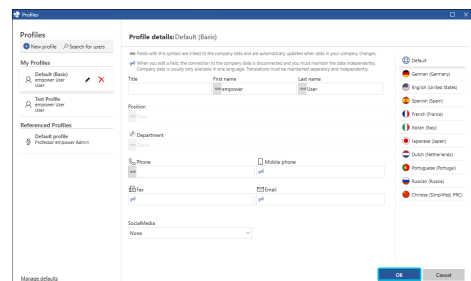 Profiles
Profiles
New profile
Search for users
My Profiles
Default (Basis)
empower User
User
Test Profile
empower User
User
Referenced Profiles
Default profile
Professor empower Admin
Manage defaults
Profile details: Default (Basis)
Fields with this symbol are linked to the company data and are automatically updated when data in your company changes.
When you edit a field, the connection to the company data is disconnected and you must maintain the data independently.
Company data is usually only available in one language. Translations must be maintained separately and independently.
Title
First name
Last name
empower
User
Position
Department
Phone
Mobile phone
Fax
Email
SocialMedia
None
Default
German (Germany)
English (United States)
Spanish (Spain)
French (France)
Italian (Italy)
Japanese (Japan)
Dutch (Netherlands)
Portuguese (Portugal)
Russian (Russia)
Chinese (Simplified, PRC)
OK
Cancel